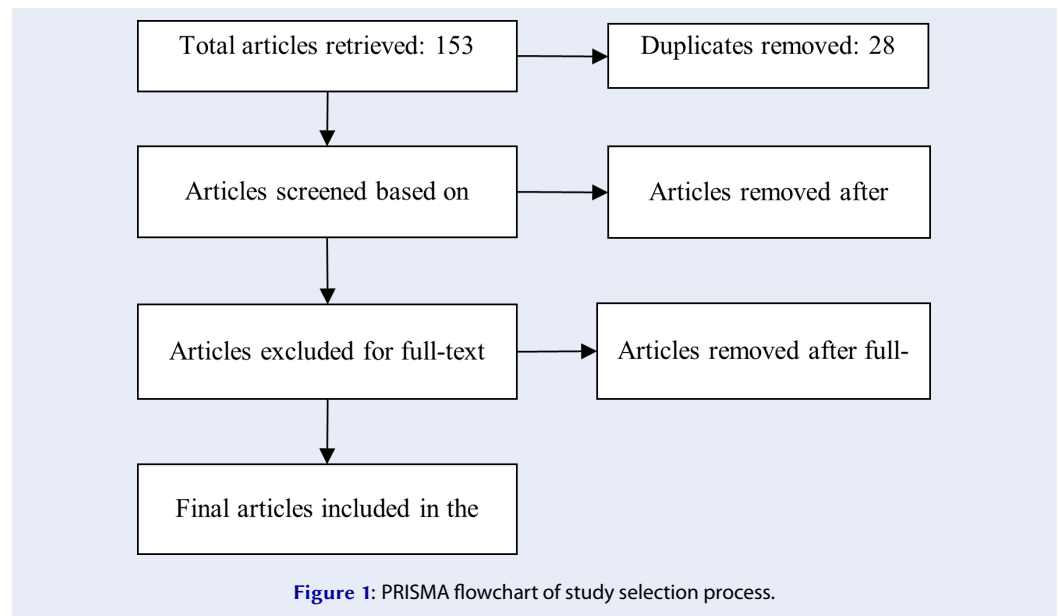 Total articles retrieved: 153
Duplicates removed: 28
Articles screened based on
Articles removed after
Articles excluded for full-text
Articles removed after full-
Final articles included in the
Figure 1: PRISMA flowchart of study selection process.